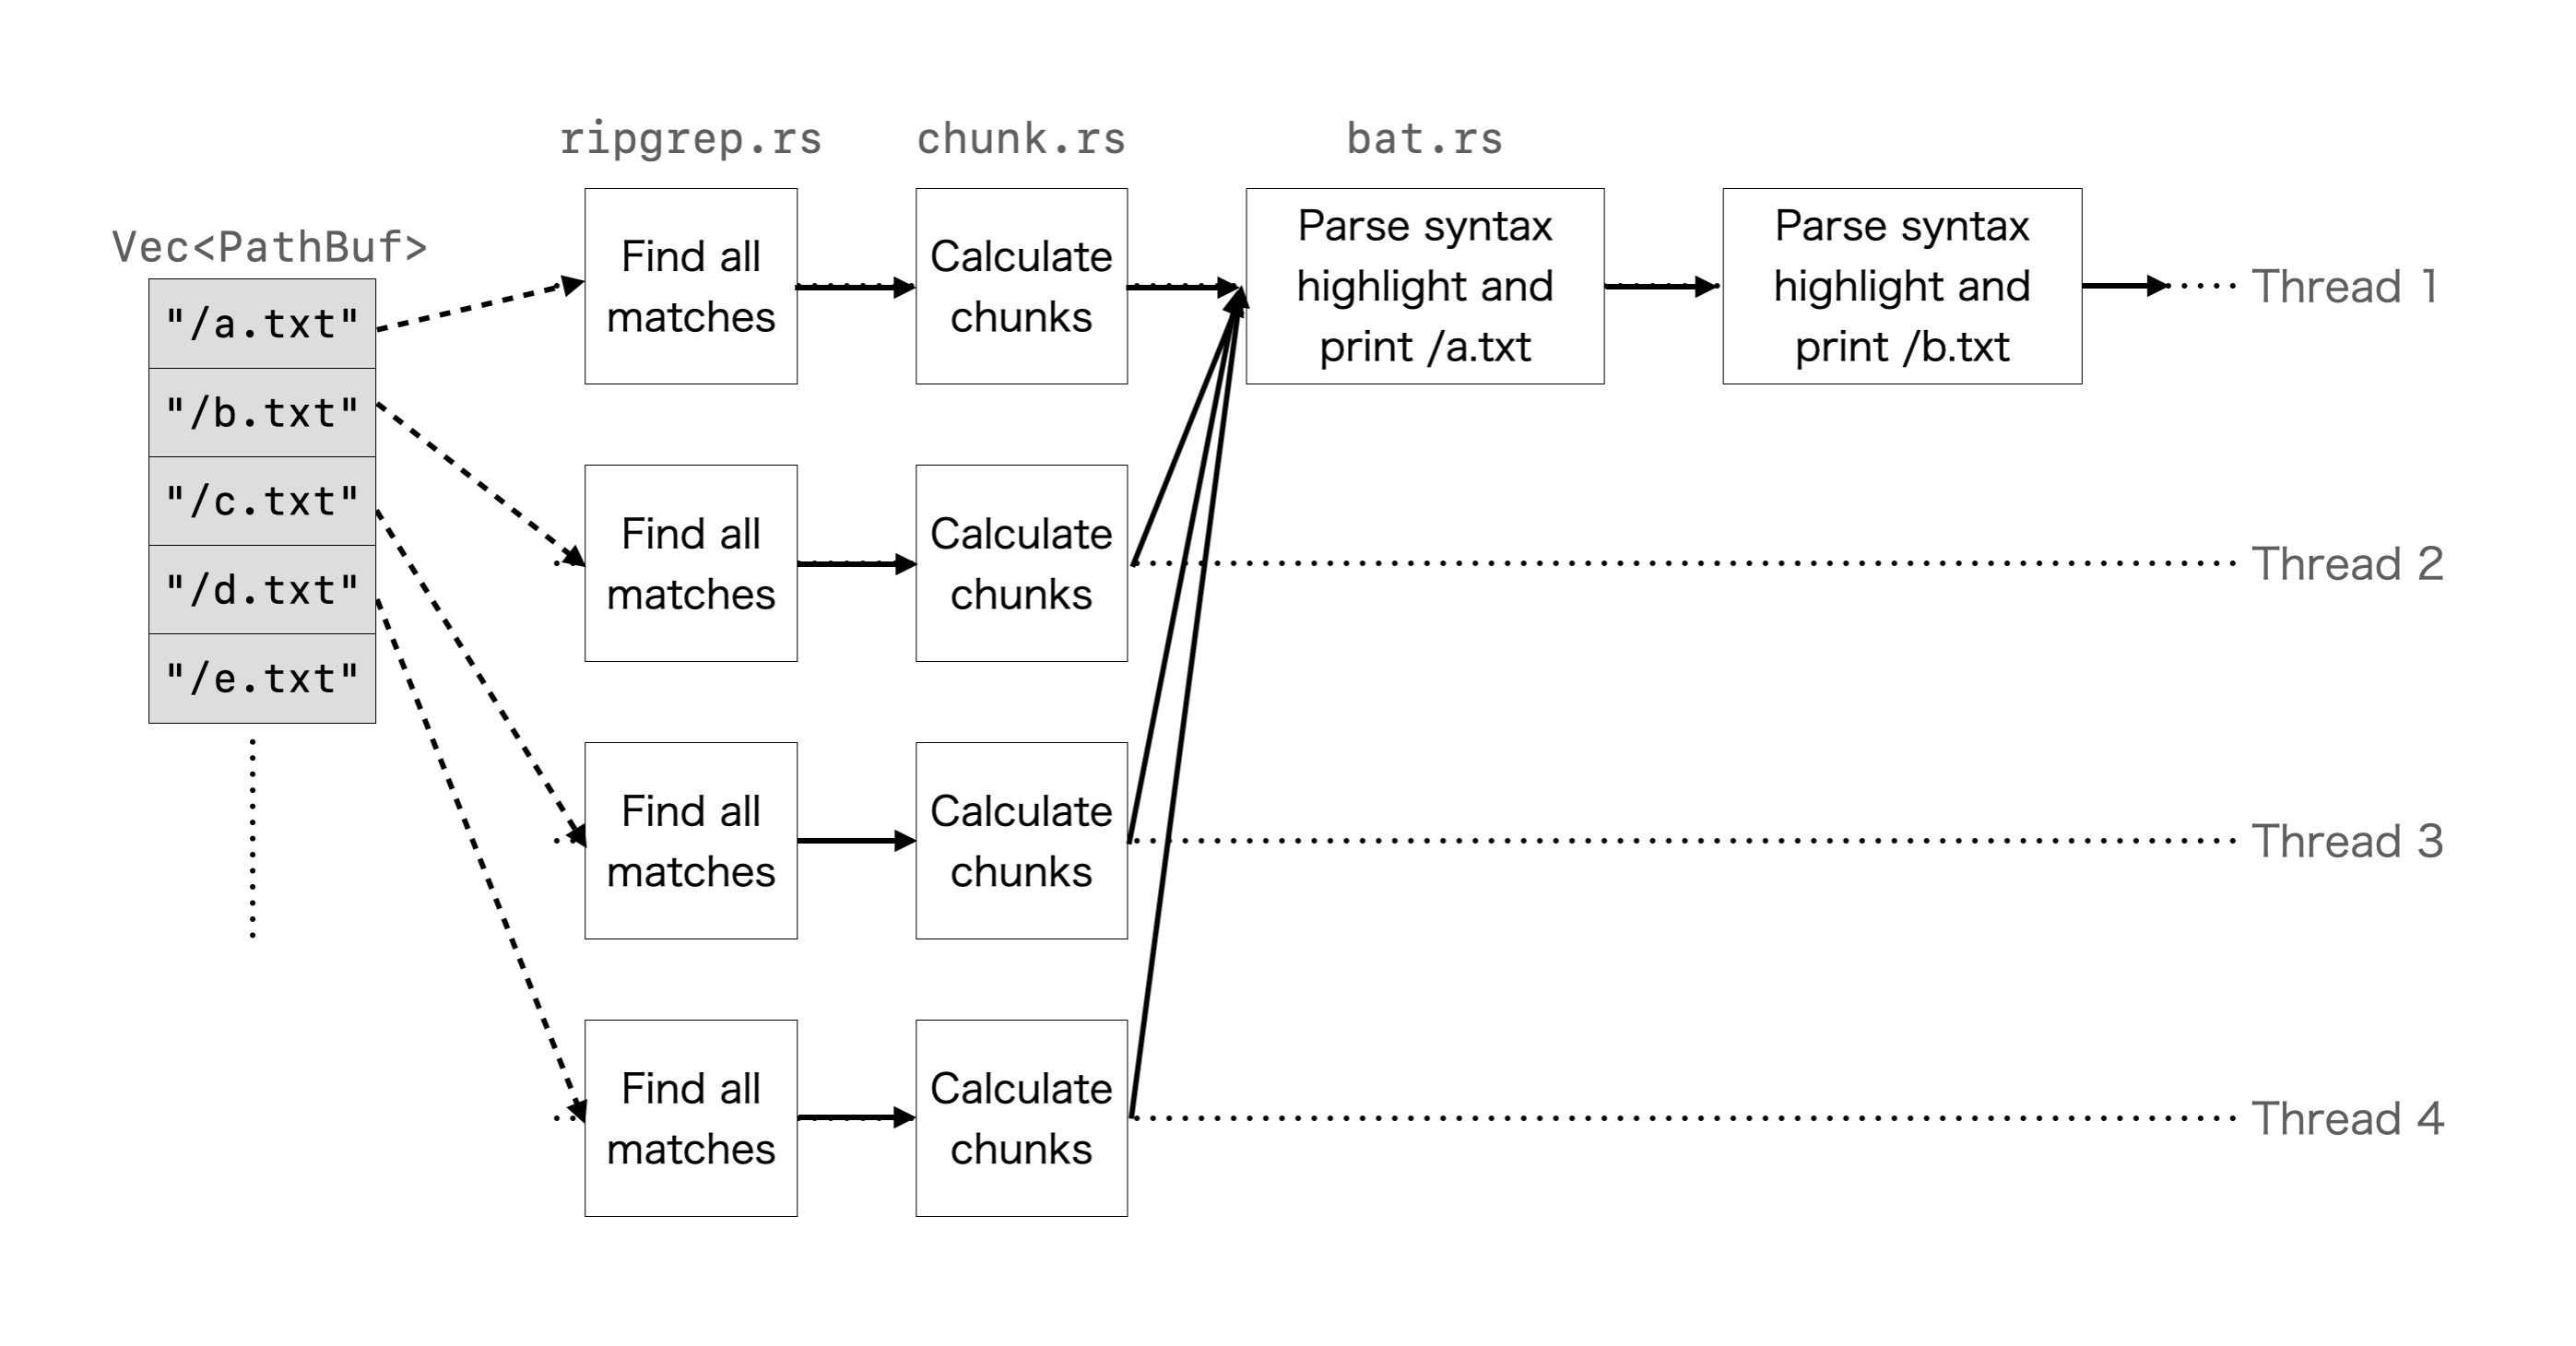 ripgrep.rs
chunk.rs
bat.rs
Vec<PathBuf>
"/a.txt"
"/b.txt"
"/c.txt"
"/d.txt"
"/e.txt"
Find all
matches
Calculate
chunks
Parse syntax
highlight and
print /a.txt
Parse syntax
highlight and
print /b.txt
Thread 1
Find all
matches
Calculate
chunks
Thread 2
Find all
matches
Calculate
chunks
Thread 3
Find all
matches
Calculate
chunks
Thread 4